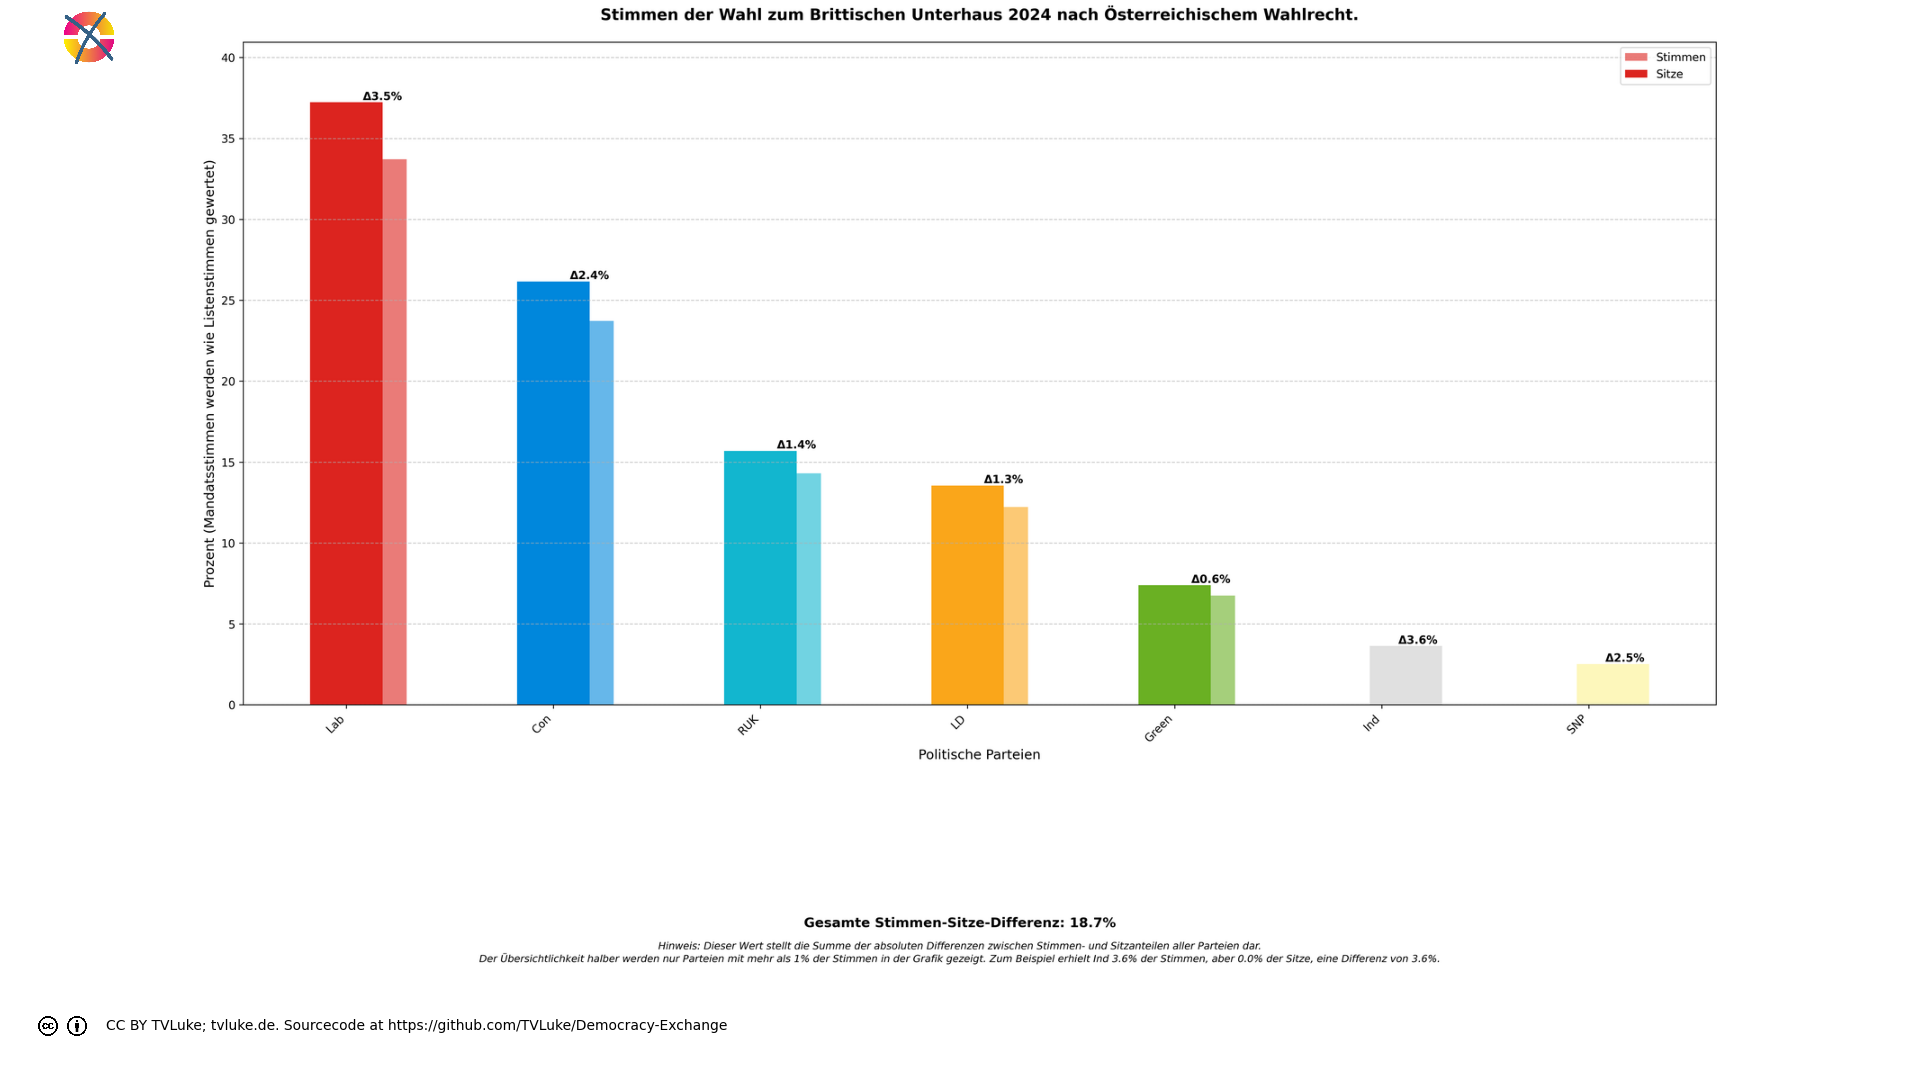 Stimmen der Wahl zum Brittischen Unterhaus 2024 nach Österreichischem Wahlrecht.
Stimmen
Sitze
Prozent (Mandatsstimmen werden wie Listenstimmen gewertet)
40
35
30
25
20
15
10
5
0
Δ3.5%
Δ2.4%
Δ1.4%
Δ1.3%
Δ0.6%
Δ3.6%
Δ2.5%
Lab
Con
RUK
LD
Green
Ind
SNP
Politische Parteien
Gesamte Stimmen-Sitze-Differenz: 18.7%
Hinweis: Dieser Wert stellt die Summe der absoluten Differenzen zwischen Stimmen- und Sitzanteilen aller Parteien dar.
Der Übersichtlichkeit halber werden nur Parteien mit mehr als 1% der Stimmen in der Grafik gezeigt. Zum Beispiel erhielt Ind 3.6% der Stimmen, aber 0.0% der Sitze, eine Differenz von 3.6%.
cc
CC BY TVLuke; tvluke.de. Sourcecode at https://github.com/TVLuke/Democracy-Exchange